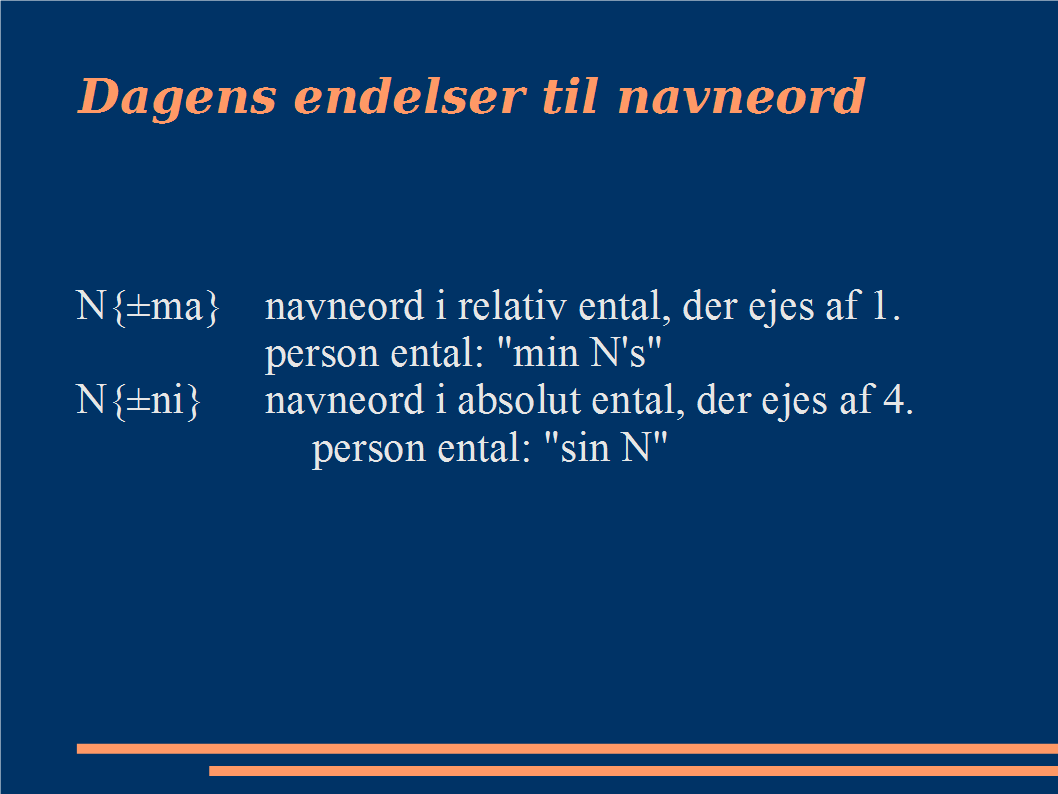 Dagens endelser til navneord
N{±ma} navneord i relativ ental, der ejes af 1.
person ental: "min N's"
N{±ni} navneord i absolut ental, der ejes af 4.
person ental: "sin N"